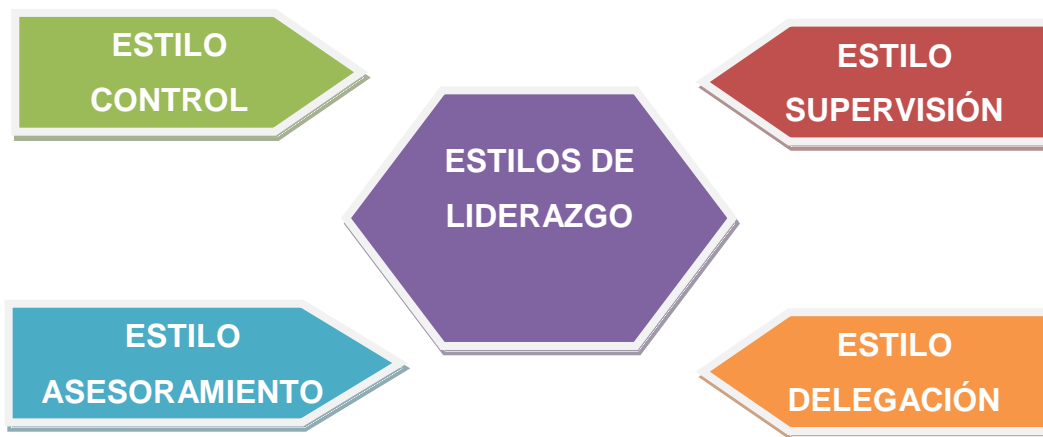 ESTILO
CONTROL
ESTILO
SUPERVISIÓN
ESTILOS DE
LIDERAZGO
ESTILO
ASESORAMIENTO
ESTILO
DELEGACIÓN